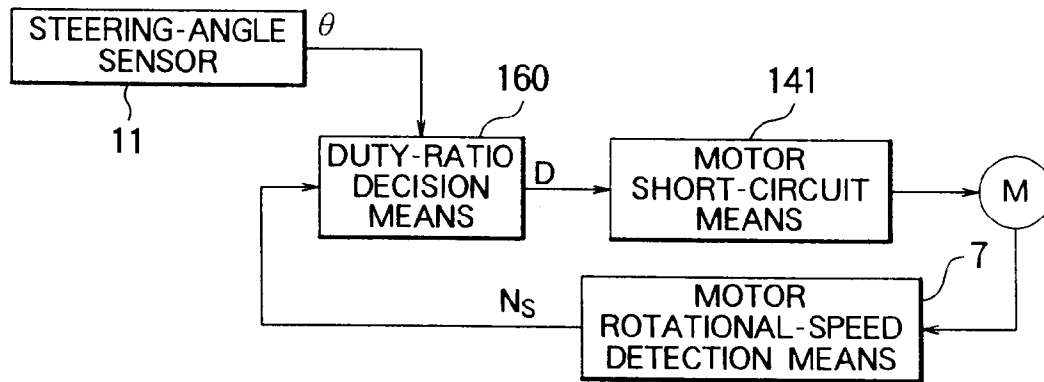 STEERING-ANGLE
SENSOR
θ
11
160
141
DUTY-RATIO
DECISION
MEANS
D
MOTOR
SHORT-CIRCUIT
MEANS
M
7
NS
MOTOR
ROTATIONAL-SPEED
DETECTION MEANS